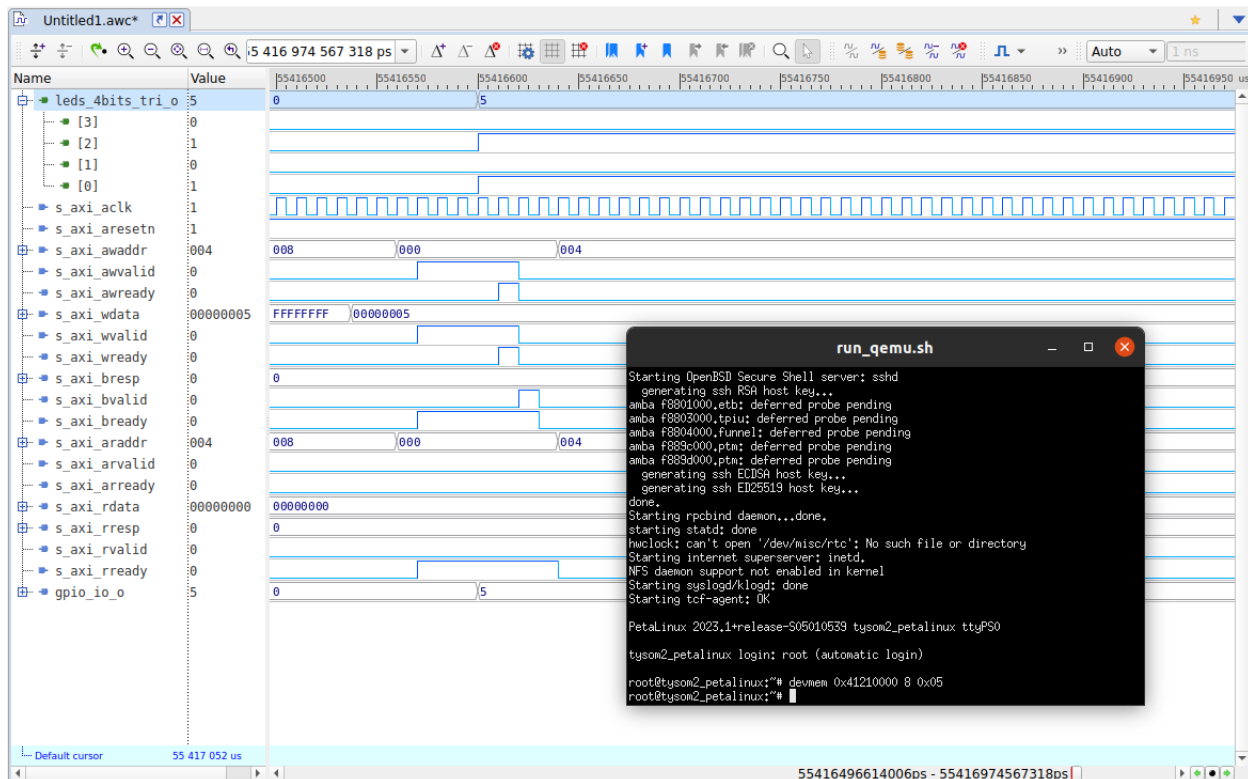 Untitled1.awc*
:5 416 974 567 318 ps
Auto
1 ns
Name Value 55416500 55416550 55416600 55416650 55416700 55416750 55416800 55416850 55416900 55416950 us
leds_4bits_tri_o 5 0 5
[3] 0
[2] 1
[1] 0
[0] 1
s_axi_aclk 1
s_axi_aresetn 1
s_axi_awaddr 004 008 000 004
s_axi_awvalid 0
s_axi_awready 0
s_axi_wdata 00000005 FFFFFFFF 00000005
s_axi_wvalid 0
s_axi_wready 0
s_axi_bresp 0 0
s_axi_bvalid 0
s_axi_bready 0
s_axi_araddr 004 008 000 004
s_axi_arvalid 0
s_axi_arready 0
s_axi_rdata 00000000 00000000
s_axi_rresp 0 0
s_axi_rvalid 0
s_axi_rready 0
gpio_io_o 5 0 5
run_qemu.sh
Starting OpenBSD Secure Shell server: sshd
generating ssh RSA host key...
amba f8801000.etb: deferred probe pending
amba f8803000.tpiu: deferred probe pending
amba f8804000.funnel: deferred probe pending
amba f889c000.ptm: deferred probe pending
amba f889d000.ptm: deferred probe pending
generating ssh ECDSA host key...
generating ssh ED25519 host key...
done.
Starting rpcbind daemon...done.
starting statd: done
hwclock: can't open '/dev/misc/rtc': No such file or directory
Starting internet superserver: inetd.
NFS daemon support not enabled in kernel
Starting syslogd/klogd: done
Starting tcf-agent: OK
PetaLinux 2023.1+release-S05010539 tysom2_petalinux ttyPS0
tysom2_petalinux login: root (automatic login)
root@tysom2_petalinux:~# devmem 0x41210000 8 0x05
root@tysom2_petalinux:~#
Default cursor 55 417 052 us
55416496614006ps - 55416974567318ps